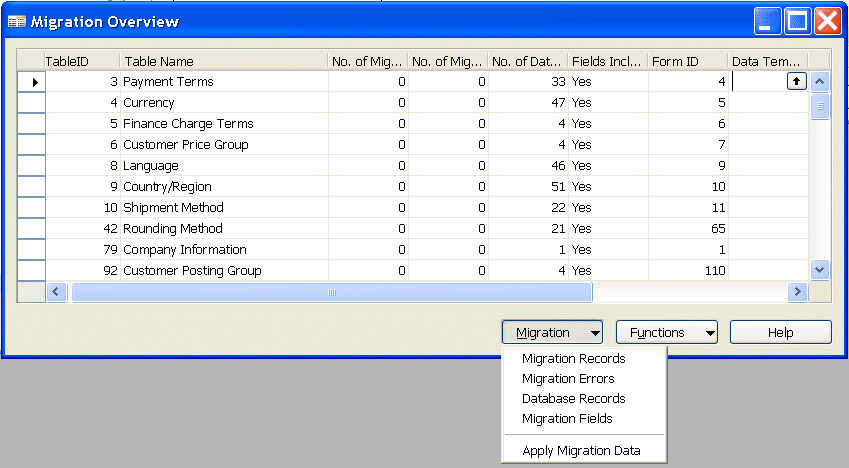 Migration Overview
TableID Table Name No. of Mig... No. of Mig... No. of Dat... Fields Incl... Form ID Data Tem...
3 Payment Terms 0 0 33 Yes 4
4 Currency 0 0 47 Yes 5
5 Finance Charge Terms 0 0 4 Yes 6
6 Customer Price Group 0 0 4 Yes 7
8 Language 0 0 46 Yes 9
9 Country/Region 0 0 51 Yes 10
10 Shipment Method 0 0 22 Yes 11
42 Rounding Method 0 0 21 Yes 65
79 Company Information 0 0 1 Yes 1
92 Customer Posting Group 0 0 4 Yes 110
Migration Functions Help
Migration Records
Migration Errors
Database Records
Migration Fields
Apply Migration Data